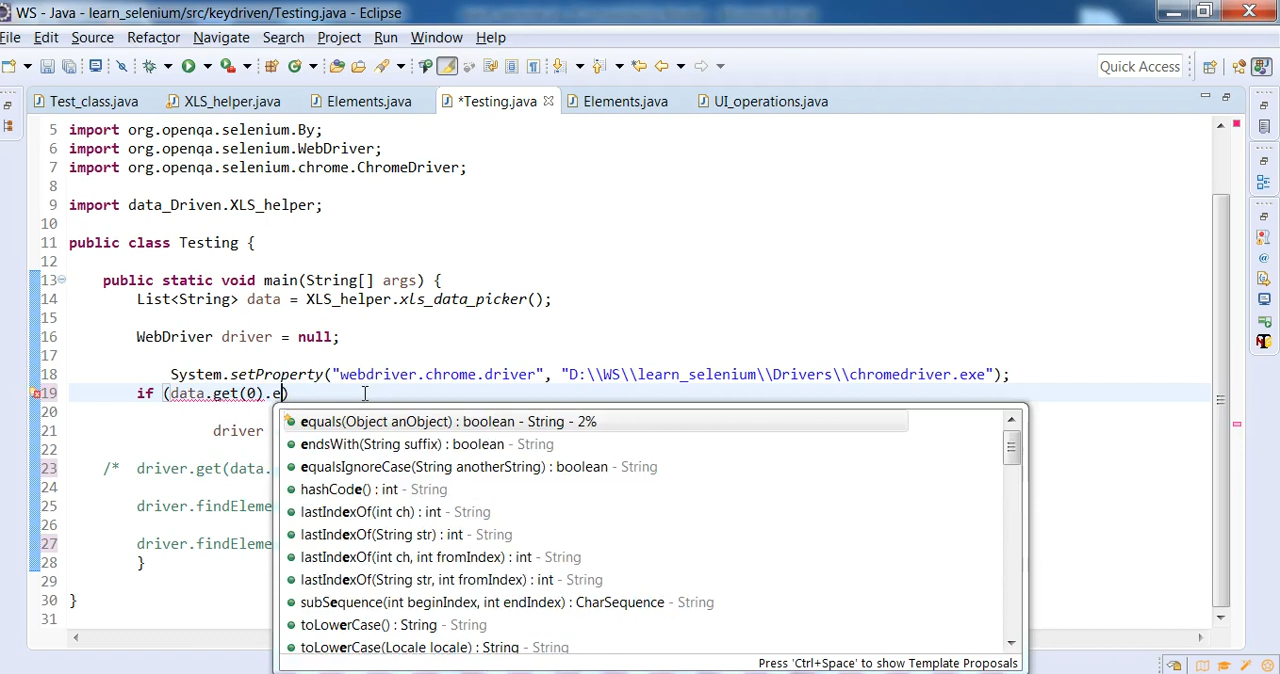 WS - Java - learn_selenium/src/keydriven/Testing.java - Eclipse
File Edit Source Refactor Navigate Search Project Run Window Help
Quick Access
Test_class.java XLS_helper.java Elements.java *Testing.java Elements.java UI_operations.java
5 import org.openqa.selenium.By;
6 import org.openqa.selenium.WebDriver;
7 import org.openqa.selenium.chrome.ChromeDriver;
8
9 import data_Driven.XLS_helper;
10
11 public class Testing {
12
13 public static void main(String[] args) {
14 List<String> data = XLS_helper.xls_data_picker();
15
16 WebDriver driver = null;
17
18 System.setProperty("webdriver.chrome.driver", "D:\\WS\\learn_selenium\\Drivers\\chromedriver.exe");
19 if (data.get(0).e)
20
21 driver
22
23 /* driver.get(data.
24
25 driver.findEleme
26
27 driver.findEleme
28 }
29
30 }
31
equals(Object anObject) : boolean - String - 2%
endsWith(String suffix) : boolean - String
equalsIgnoreCase(String anotherString) : boolean - String
hashCode() : int - String
lastIndexOf(int ch) : int - String
lastIndexOf(String str) : int - String
lastIndexOf(int ch, int fromIndex) : int - String
lastIndexOf(String str, int fromIndex) : int - String
subSequence(int beginIndex, int endIndex) : CharSequence - String
toLowerCase() : String - String
toLowerCase(Locale locale) : String - String
Press 'Ctrl+Space' to show Template Proposals